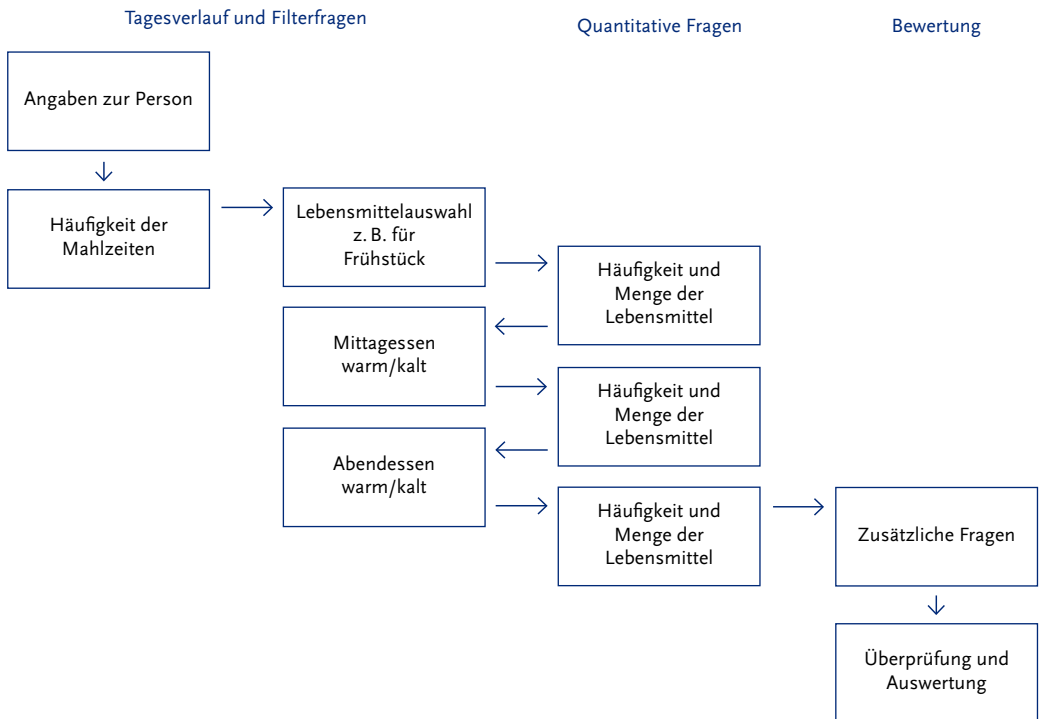 Tagesverlauf und Filterfragen
Quantitative Fragen
Bewertung
Angaben zur Person
Häufigkeit der
Mahlzeiten
Lebensmittelauswahl
z. B. für
Frühstück
Häufigkeit und
Menge der
Lebensmittel
Mittagessen
warm/kalt
Häufigkeit und
Menge der
Lebensmittel
Abendessen
warm/kalt
Häufigkeit und
Menge der
Lebensmittel
Zusätzliche Fragen
Überprüfung und
Auswertung